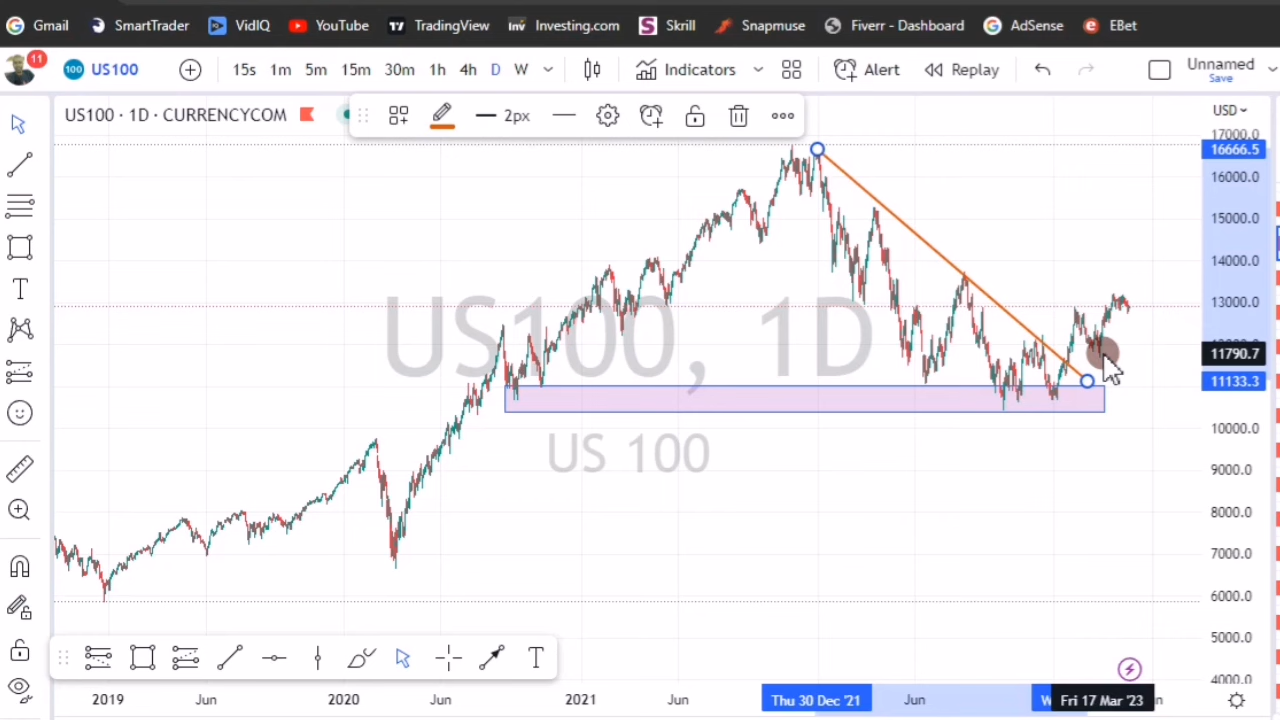 Gmail SmartTrader VidIQ YouTube TradingView Investing.com Skrill Snapmuse Fiverr - Dashboard AdSense EBet
11 100 US100 15s 1m 5m 15m 30m 1h 4h D W Indicators Alert Replay Unnamed
Save
US100 · 1D · CURRENCYCOM 2px USD
17000.0
16666.5
16000.0
15000.0
14000.0
13000.0
US100, 1D
11790.7
11133.3
10000.0
US 100
9000.0
8000.0
7000.0
6000.0
5000.0
T
4000.0
2019 Jun 2020 Jun 2021 Jun Thu 30 Dec '21 Jun W Fri 17 Mar '23